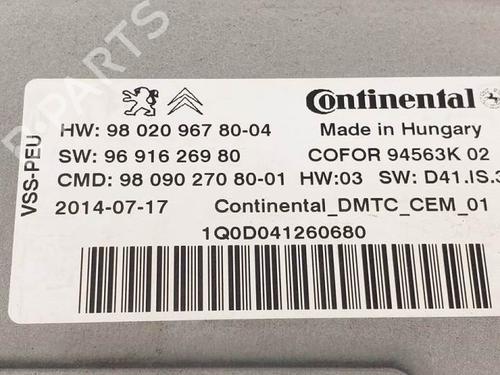 Continental
HW: 98 020 967 80-04 Made in Hungary
SW: 96 916 269 80 COFOR 94563K 02
CMD: 98 090 270 80-01 HW:03 SW: D41.IS.3
2014-07-17 Continental_DMTC_CEM_01
1Q0D041260680
VSS-PEU
B-PARTS